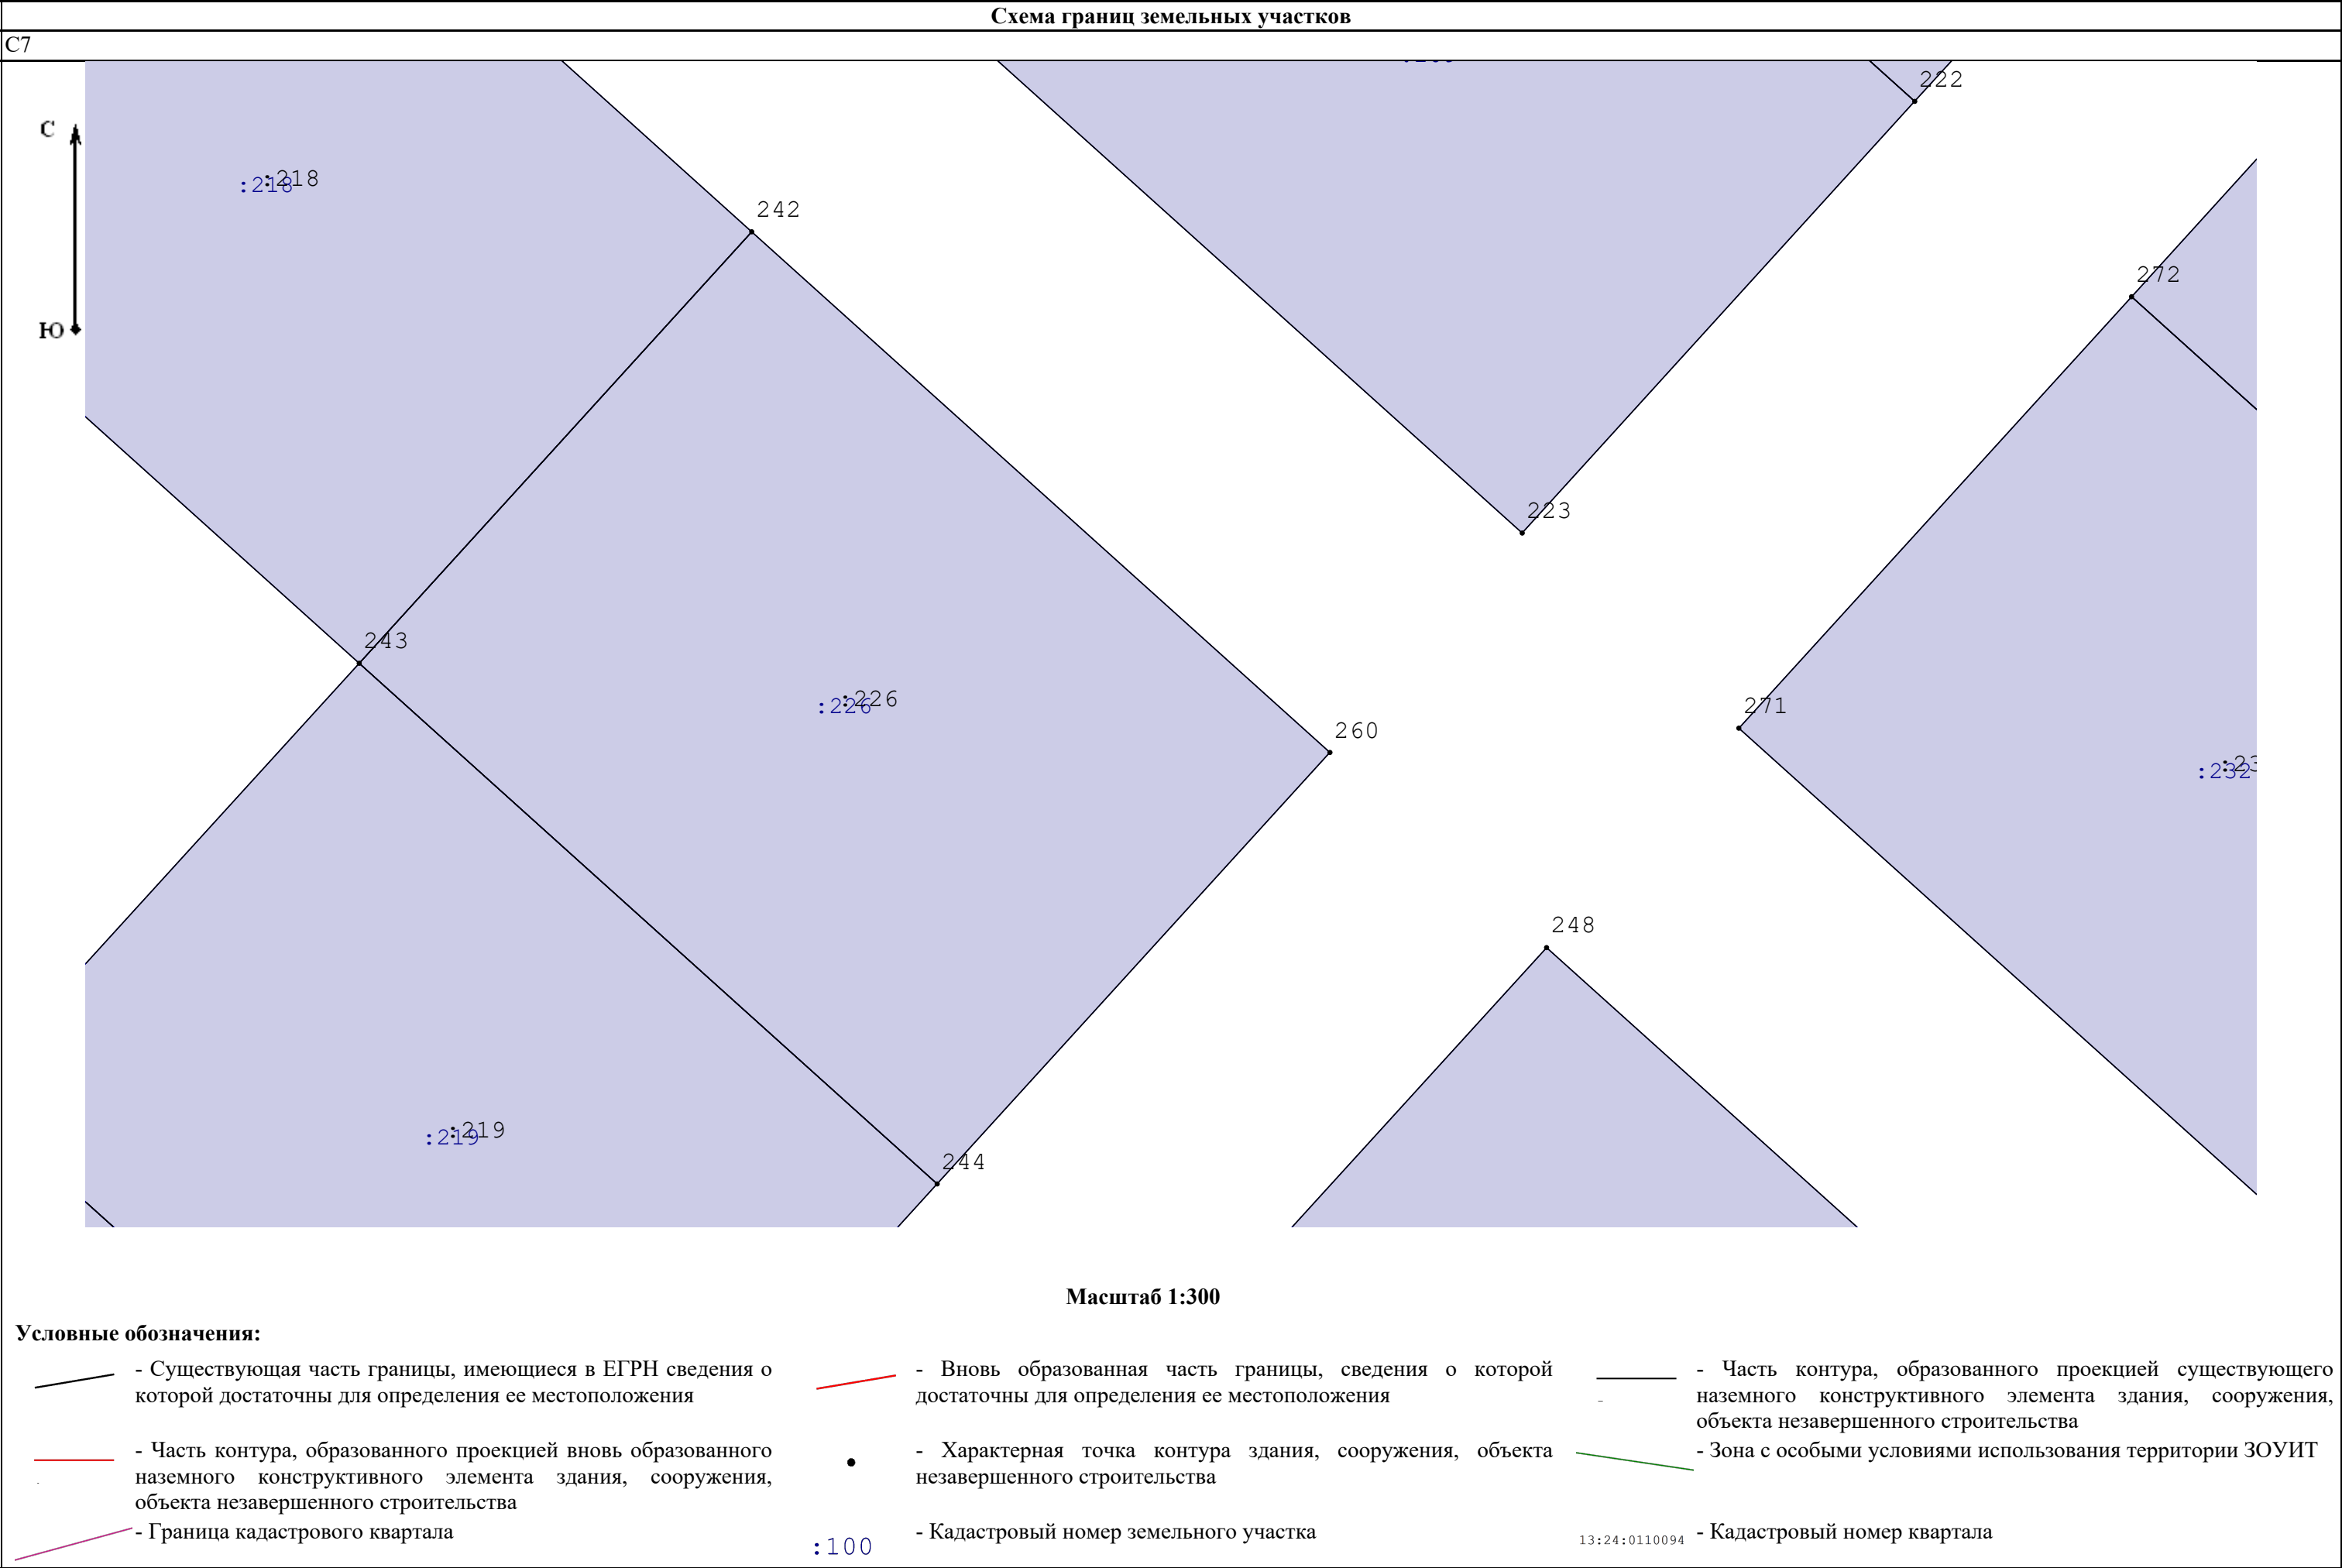 Схема границ земельных участков
С7
222
С
:218 :218
242
272
Ю
223
243
:226 :226
260
271
:232
248
:219 :219
244
Масштаб 1:300
Условные обозначения:
- Существующая часть границы, имеющиеся в ЕГРН сведения о
которой достаточны для определения ее местоположения
- Вновь образованная часть границы, сведения о которой
достаточны для определения ее местоположения
- Часть контура, образованного проекцией существующего
наземного конструктивного элемента здания, сооружения,
объекта незавершенного строительства
- Часть контура, образованного проекцией вновь образованного
наземного конструктивного элемента здания, сооружения,
объекта незавершенного строительства
- Характерная точка контура здания, сооружения, объекта
незавершенного строительства
- Зона с особыми условиями использования территории ЗОУИТ
- Граница кадастрового квартала
:100 - Кадастровый номер земельного участка
13:24:0110094 - Кадастровый номер квартала